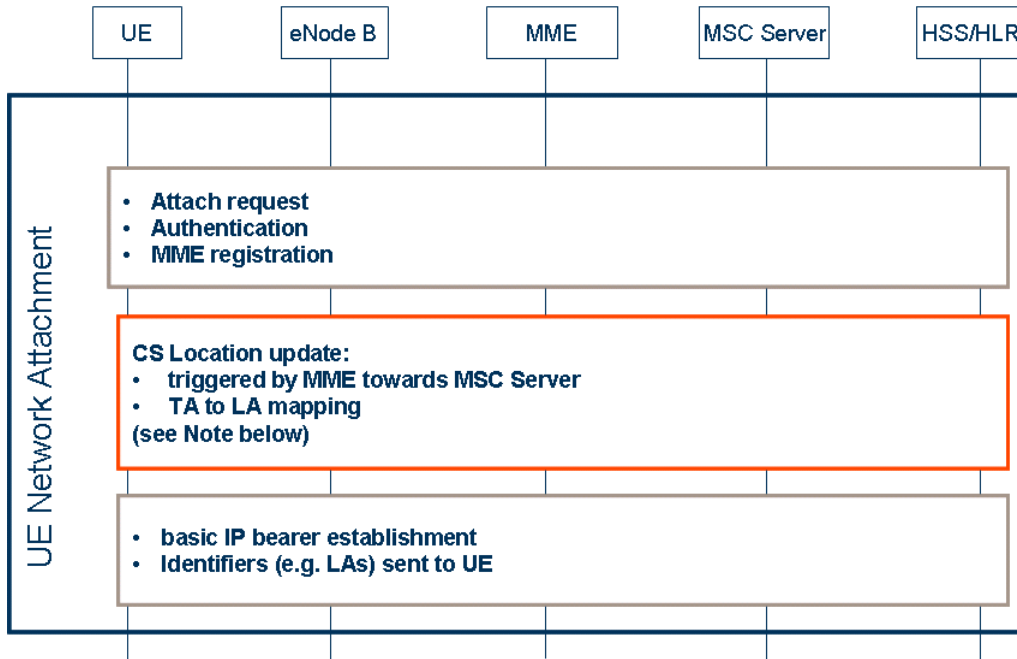 UE
eNode B
MME
MSC Server
HSS/HLR
UE Network Attachment
• Attach request
• Authentication
• MME registration
CS Location update:
• triggered by MME towards MSC Server
• TA to LA mapping
(see Note below)
• basic IP bearer establishment
• Identifiers (e.g. LAs) sent to UE